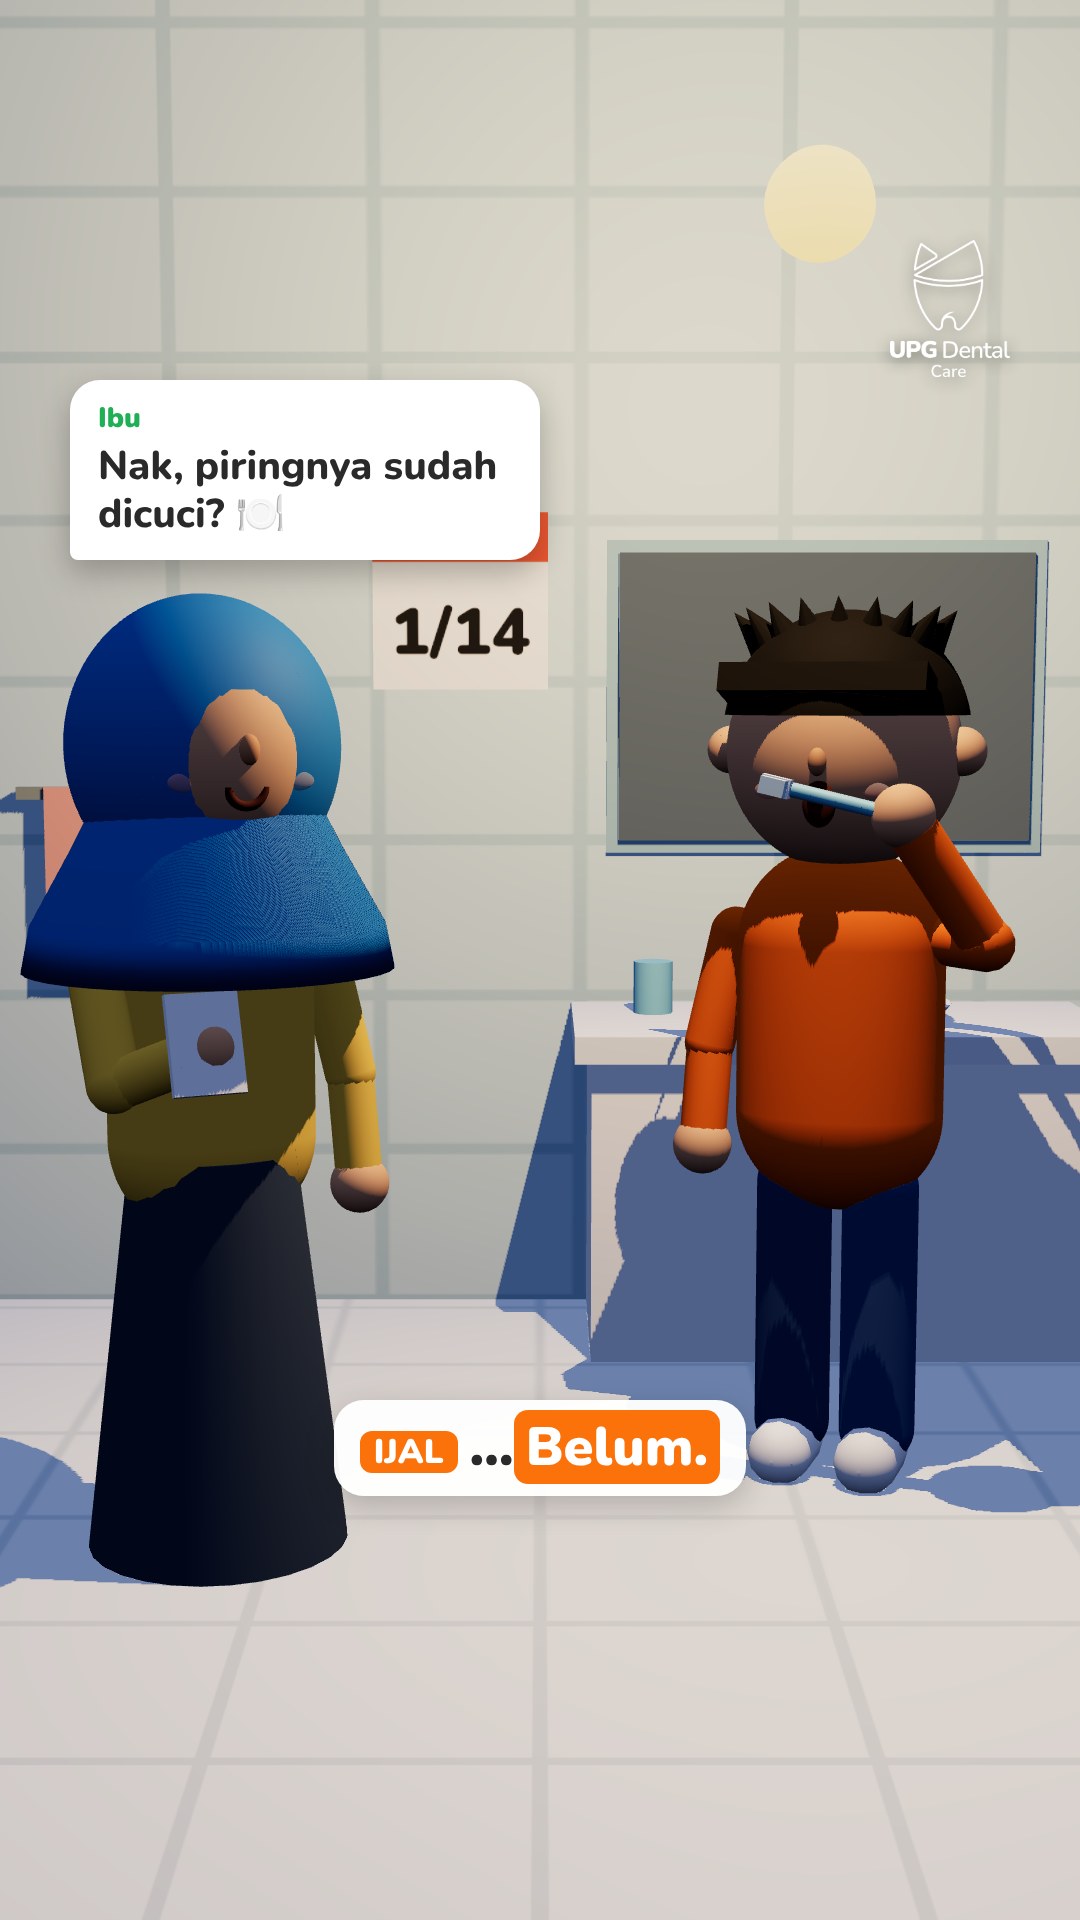 UPG Dental
Care
Ibu
Nak, piringnya sudah
dicuci? 🍽️
1/14
IJAL ...Belum.